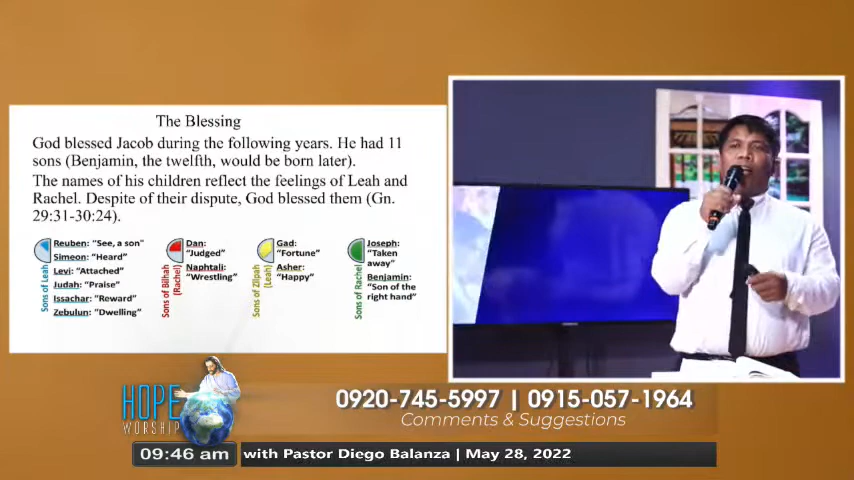 The Blessing
God blessed Jacob during the following years. He had 11
sons (Benjamin, the twelfth, would be born later).
The names of his children reflect the feelings of Leah and
Rachel. Despite of their dispute, God blessed them (Gn.
29:31-30:24).
Sons of Leah
Reuben: "See, a son"
Simeon: "Heard"
Levi: "Attached"
Judah: "Praise"
Issachar: "Reward"
Zebulun: "Dwelling"
Sons of Bilhah
(Rachel)
Dan:
"Judged"
Naphtali:
"Wrestling"
Sons of Zilpah
(Leah)
Gad:
"Fortune"
Asher:
"Happy"
Sons of Rachel
Joseph:
"Taken
away"
Benjamin:
"Son of the
right hand"
HOPE
WORSHIP
0920-745-5997 | 0915-057-1964
Comments & Suggestions
09:46 am
with Pastor Diego Balanza | May 28, 2022